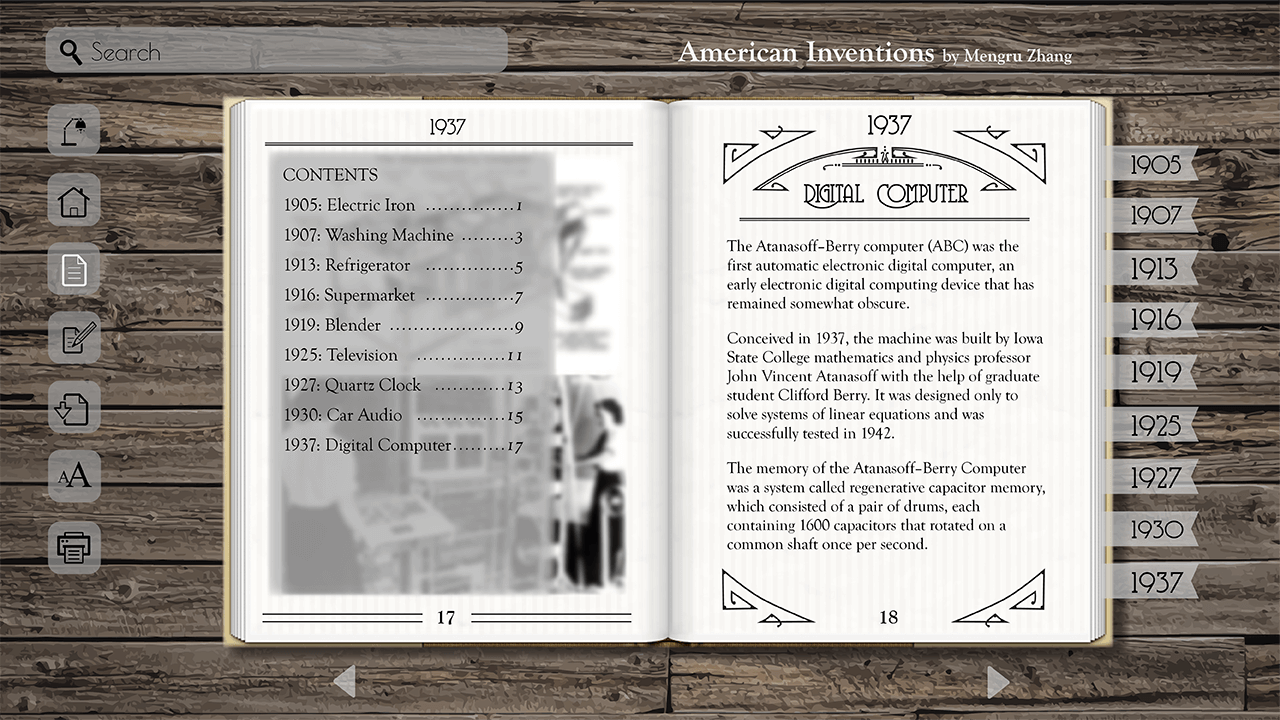 Search
American Inventions by Mengru Zhang
1937
CONTENTS
1905: Electric Iron ...............1
1907: Washing Machine .........3
1913: Refrigerator ...............5
1916: Supermarket ...............7
1919: Blender ......................9
1925: Television ...............11
1927: Quartz Clock ............13
1930: Car Audio ...............15
1937: Digital Computer.........17
17
1937
DIGITAL COMPUTER
The Atanasoff–Berry computer (ABC) was the
first automatic electronic digital computer, an
early electronic digital computing device that has
remained somewhat obscure.
Conceived in 1937, the machine was built by Iowa
State College mathematics and physics professor
John Vincent Atanasoff with the help of graduate
student Clifford Berry. It was designed only to
solve systems of linear equations and was
successfully tested in 1942.
The memory of the Atanasoff–Berry Computer
was a system called regenerative capacitor memory,
which consisted of a pair of drums, each
containing 1600 capacitors that rotated on a
common shaft once per second.
18
1905
1907
1913
1916
1919
1925
1927
1930
1937
AA